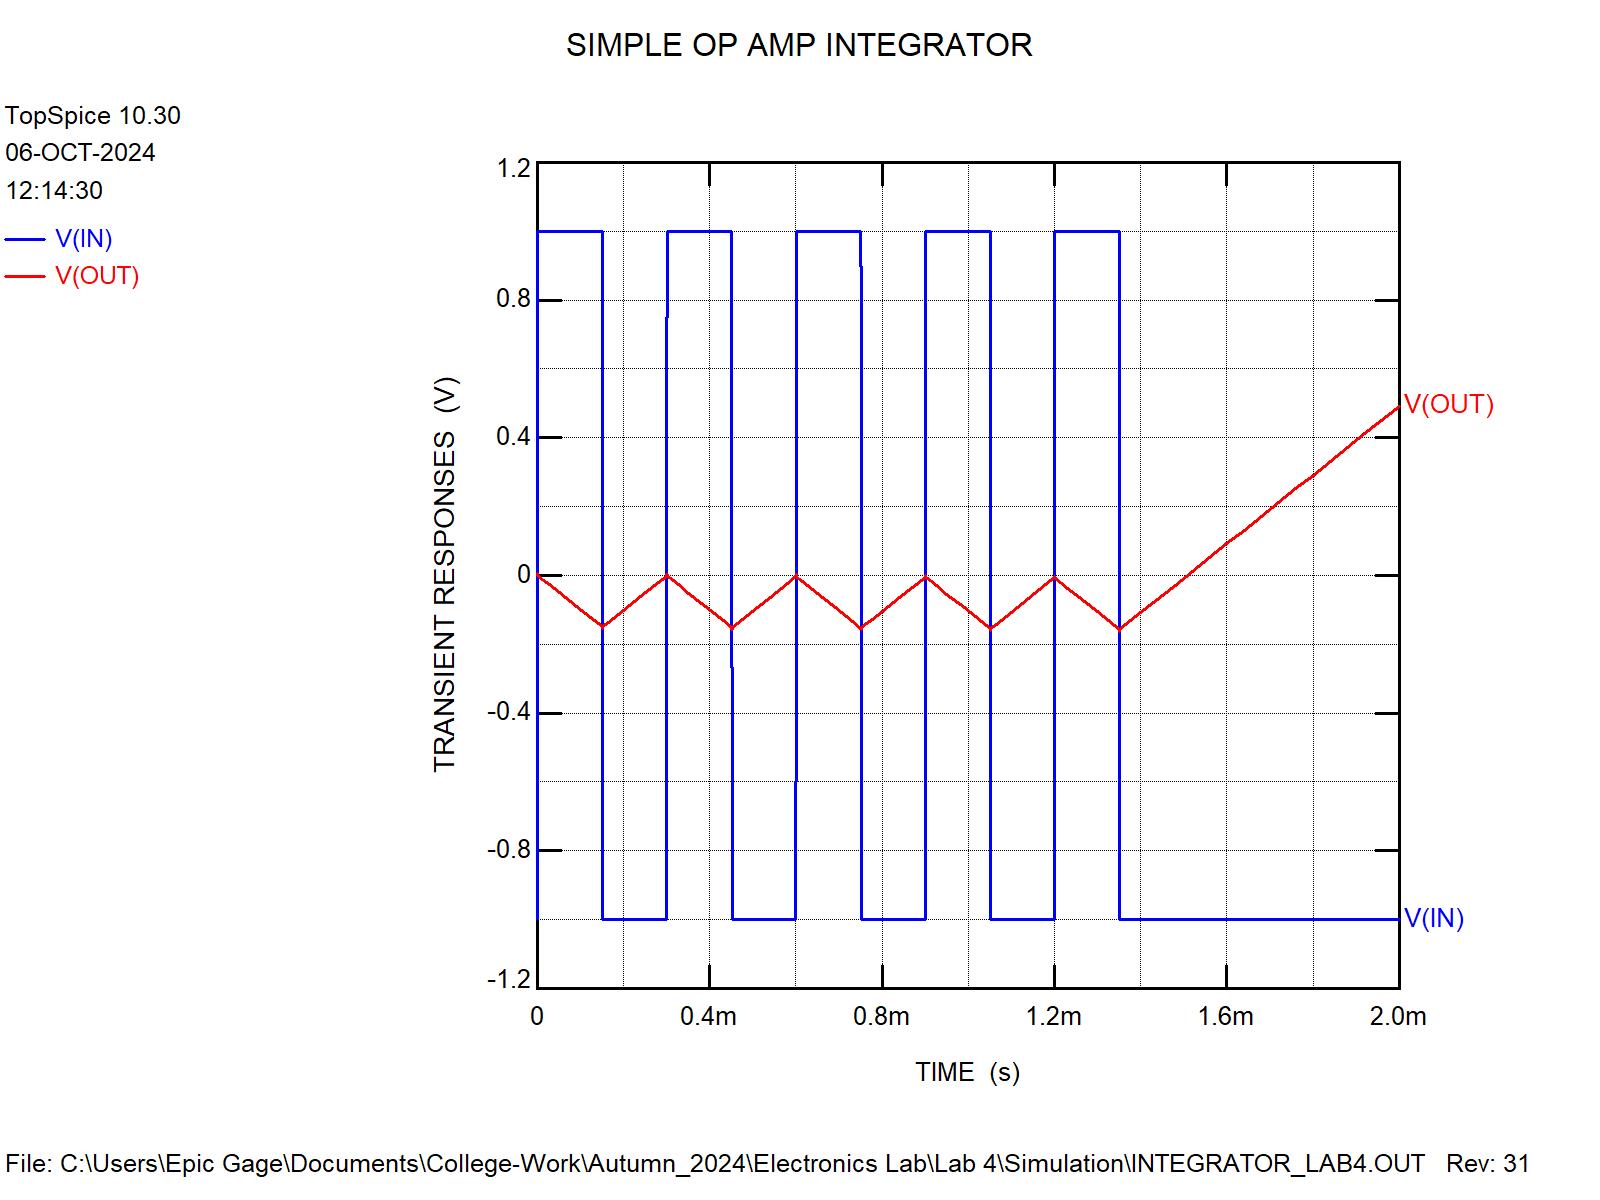 SIMPLE OP AMP INTEGRATOR
TopSpice 10.30
06-OCT-2024
12:14:30
V(IN)
V(OUT)
1.2
0.8
0.4
0
-0.4
-0.8
-1.2
TRANSIENT RESPONSES (V)
V(OUT)
V(IN)
0 0.4m 0.8m 1.2m 1.6m 2.0m
TIME (s)
File: C:\Users\Epic Gage\Documents\College-Work\Autumn_2024\Electronics Lab\Lab 4\Simulation\INTEGRATOR_LAB4.OUT Rev: 31